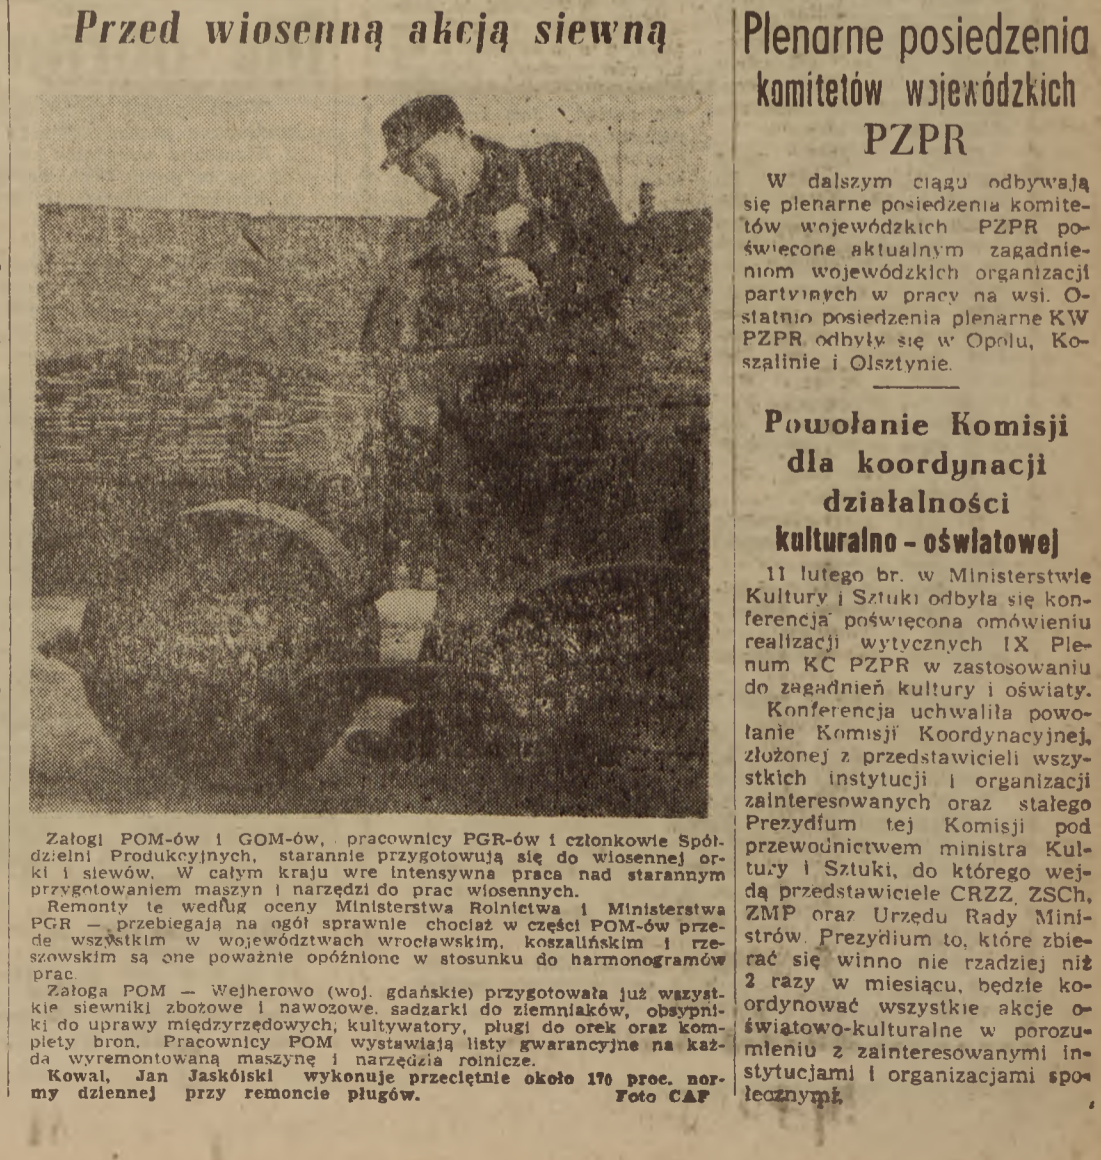 Przed wiosenną akcją siewną
Załogi POM-ów i GOM-ów, pracownicy PGR-ów i członkowie Spół-
dzielni Produkcyjnych, starannie przygotowują się do wiosennej or-
ki i siewów. W całym kraju wre intensywna praca nad starannym
przygotowaniem maszyn i narzędzi do prac wiosennych.
Remonty te według oceny Ministerstwa Rolnictwa i Ministerstwa
PGR — przebiegają na ogół sprawnie chociaż w części POM-ów prze-
de wszystkim w województwach wrocławskim, koszalińskim i rze-
szowskim są one poważnie opóźnione w stosunku do harmonogramów
prac.
Załoga POM — Wejherowo (woj. gdańskie) przygotowała już wszyst-
kie siewniki zbożowe i nawozowe, sadzarki do ziemniaków, obsypni-
ki do uprawy międzyrzędowych, kultywatory, pługi do orek oraz kom-
plety bron. Pracownicy POM wystawiają listy gwarancyjne na każ-
da wyremontowaną maszynę i narzędzia rolnicze.
Kowal, Jan Jaskólski wykonuje przeciętnie około 170 proc. nor-
my dziennej przy remoncie pługów. Foto CAF
Plenarne posiedzenia
komitetów wojewódzkich
PZPR
W dalszym ciągu odbywają
się plenarne posiedzenia komite-
tów wojewódzkich PZPR po-
święcone aktualnym zagadnie-
niom wojewódzkich organizacji
partyjnych w pracy na wsi. O-
statnio posiedzenia plenarne KW
PZPR odbyły się w Opolu, Ko-
szalinie i Olsztynie.
Powołanie Komisji
dla koordynacji
działalności
kulturalno - oświatowej
11 lutego br. w Ministerstwie
Kultury i Sztuki odbyła się kon-
ferencja poświęcona omówieniu
realizacji wytycznych IX Ple-
num KC PZPR w zastosowaniu
do zagadnień kultury i oświaty.
Konferencja uchwaliła powo-
łanie Komisji Koordynacyjnej,
złożonej z przedstawicieli wszy-
stkich instytucji i organizacji
zainteresowanych oraz stałego
Prezydium tej Komisji pod
przewodnictwem ministra Kul-
tury i Sztuki, do którego wej-
dą przedstawiciele CRZZ, ZSCh,
ZMP oraz Urzędu Rady Mini-
strów. Prezydium to, które zbie-
rać się winno nie rzadziej niż
2 razy w miesiącu, będzie ko-
ordynować wszystkie akcje o-
światowo-kulturalne w porozu-
mieniu z zainteresowanymi in-
stytucjami i organizacjami spo-
łecznymi.